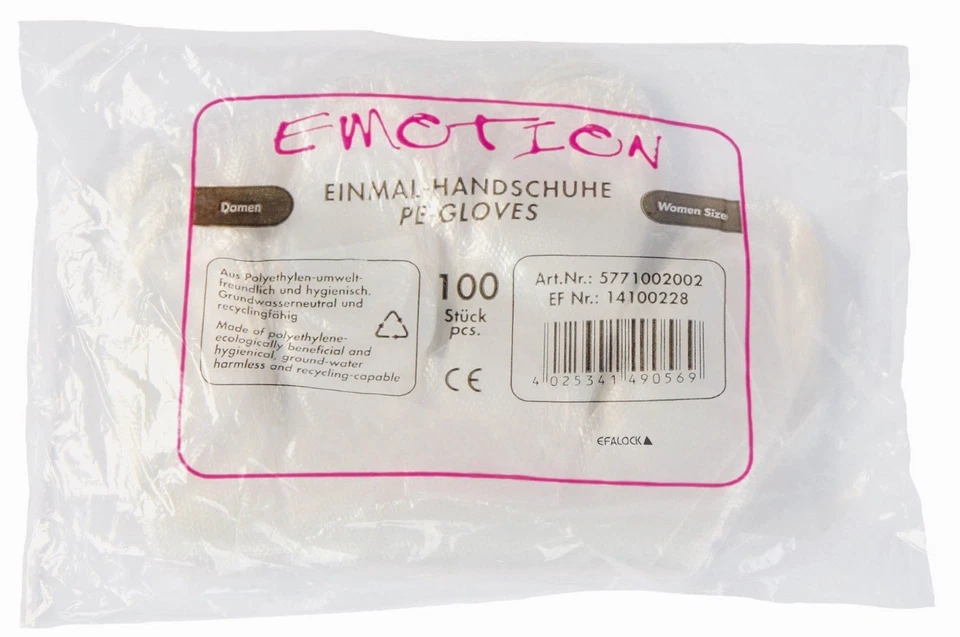 EMOTION
EINMAL-HANDSCHUHE
PE-GLOVES
Damen
Women Size
Aus Polyethylen-umwelt-
freundlich und hygienisch.
Grundwasserneutral und
recyclingfähig
Made of polyethylene-
ecologically beneficial and
hygienical, ground-water
harmless and recycling-capable
100
Stück
pcs.
CE
Art.Nr.: 5771002002
EF Nr.: 14100228
4 025341 490569
EFALOCK